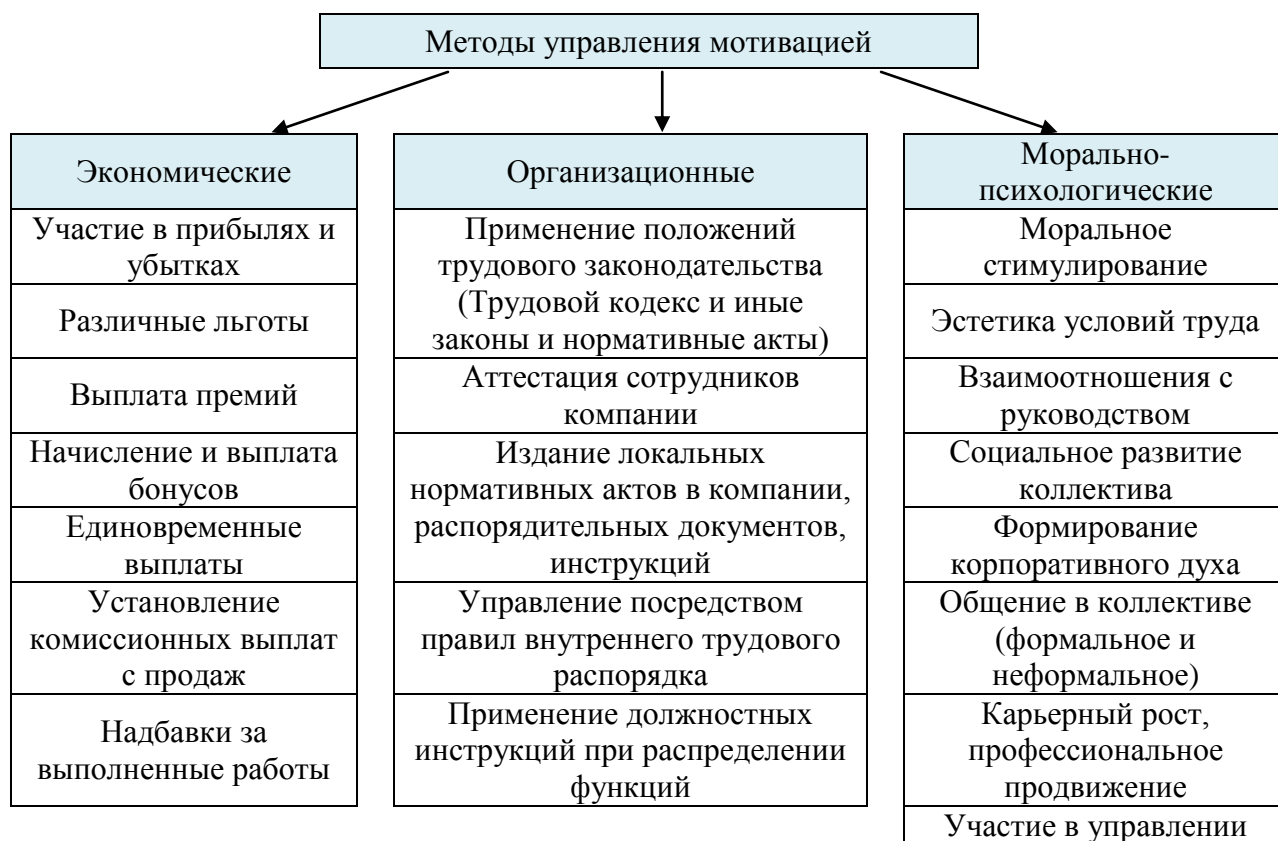 Методы управления мотивацией
Экономические
Участие в прибылях и
убытках
Различные льготы
Выплата премий
Начисление и выплата
бонусов
Единовременные
выплаты
Установление
комиссионных выплат
с продаж
Надбавки за
выполненные работы
Организационные
Применение положений
трудового законодательства
(Трудовой кодекс и иные
законы и нормативные акты)
Аттестация сотрудников
компании
Издание локальных
нормативных актов в компании,
распорядительных документов,
инструкций
Управление посредством
правил внутреннего трудового
распорядка
Применение должностных
инструкций при распределении
функций
Морально-
психологические
Моральное
стимулирование
Эстетика условий труда
Взаимоотношения с
руководством
Социальное развитие
коллектива
Формирование
корпоративного духа
Общение в коллективе
(формальное и
неформальное)
Карьерный рост,
профессиональное
продвижение
Участие в управлении